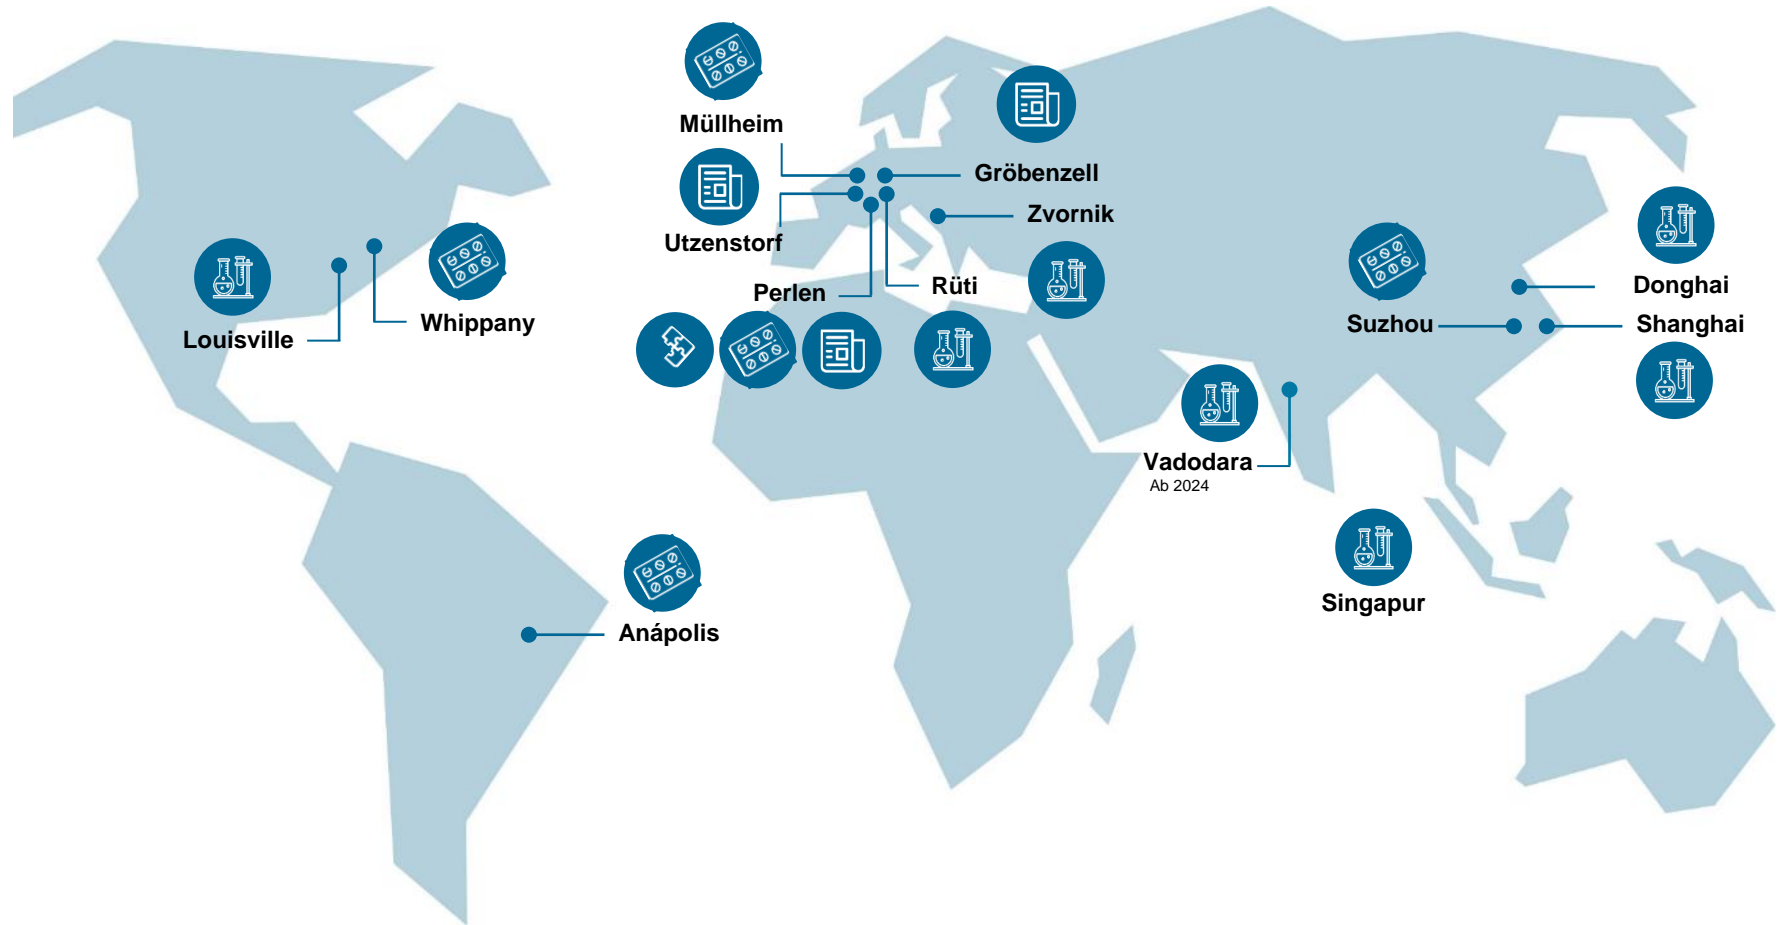 Müllheim
Gröbenzell
Utzenstorf
Zvornik
Perlen
Rüti
Louisville
Whippany
Donghai
Suzhou
Shanghai
Vadodara
Ab 2024
Singapur
Anápolis